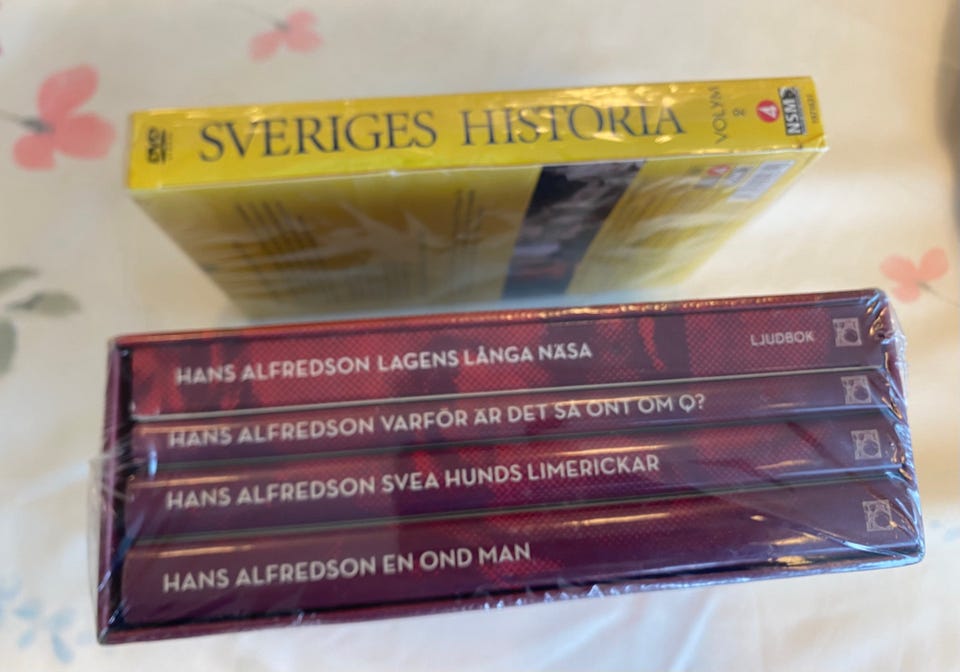 DVD
SVERIGES HISTORIA
VOLYM 2
4
NSM
HANS ALFREDSON LAGENS LÅNGA NÄSA
LJUDBOK
HANS ALFREDSON VARFÖR ÄR DET SÅ ONT OM Q?
HANS ALFREDSON SVEA HUNDS LIMERICKAR
HANS ALFREDSON EN OND MAN